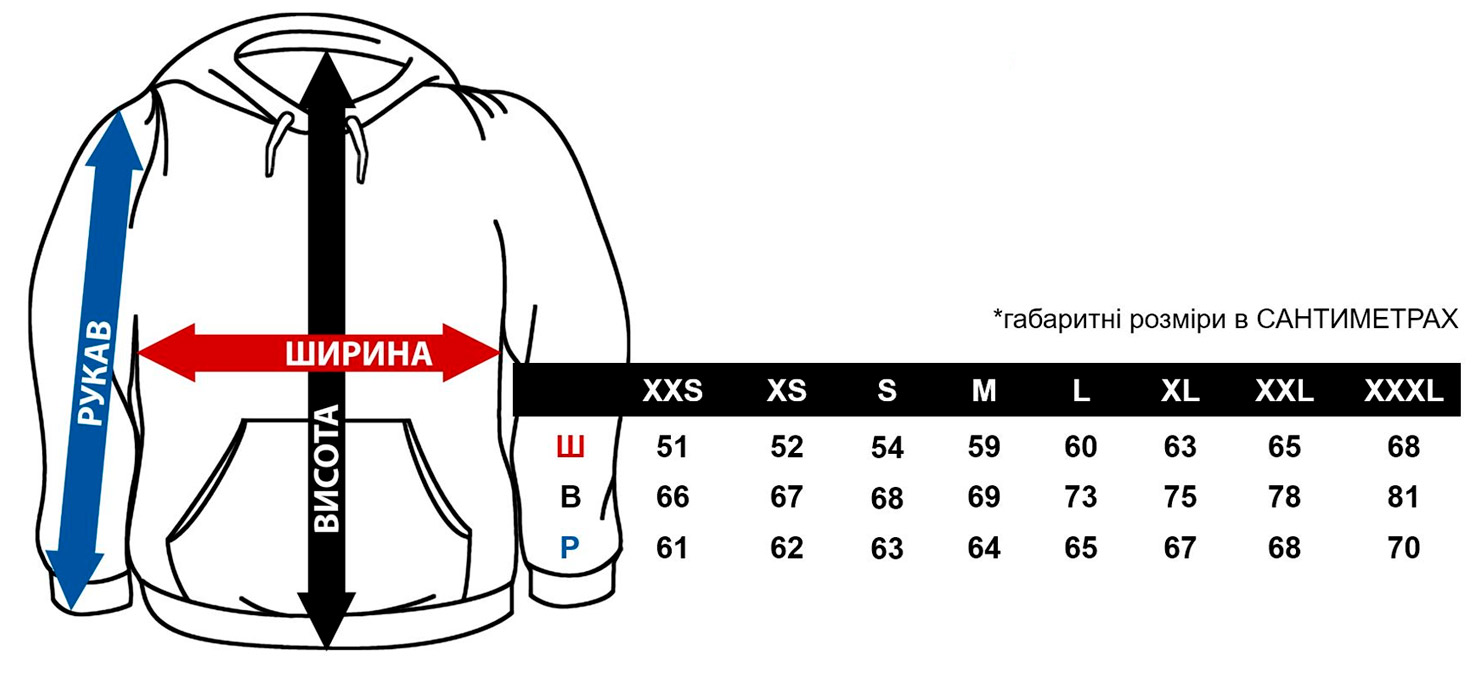 РУКАВ
ШИРИНА
ВИСОТА
*габаритні розміри в САНТИМЕТРАХ
XXS XS S M L XL XXL XXXL
Ш 51 52 54 59 60 63 65 68
В 66 67 68 69 73 75 78 81
Р 61 62 63 64 65 67 68 70